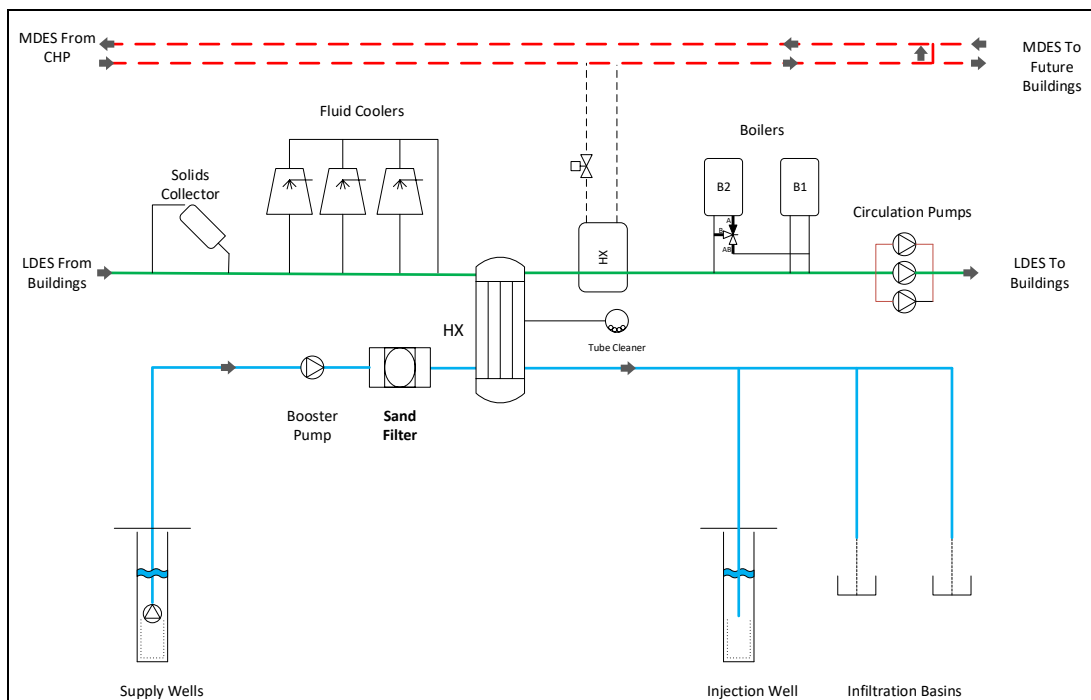 MDES From
CHP
MDES To
Future
Buildings
Fluid Coolers
Boilers
Solids
Collector
B2
B1
A
B
AB
Circulation Pumps
HX
LDES From
Buildings
LDES To
Buildings
HX
Tube Cleaner
Booster
Pump
Sand
Filter
Supply Wells
Injection Well
Infiltration Basins